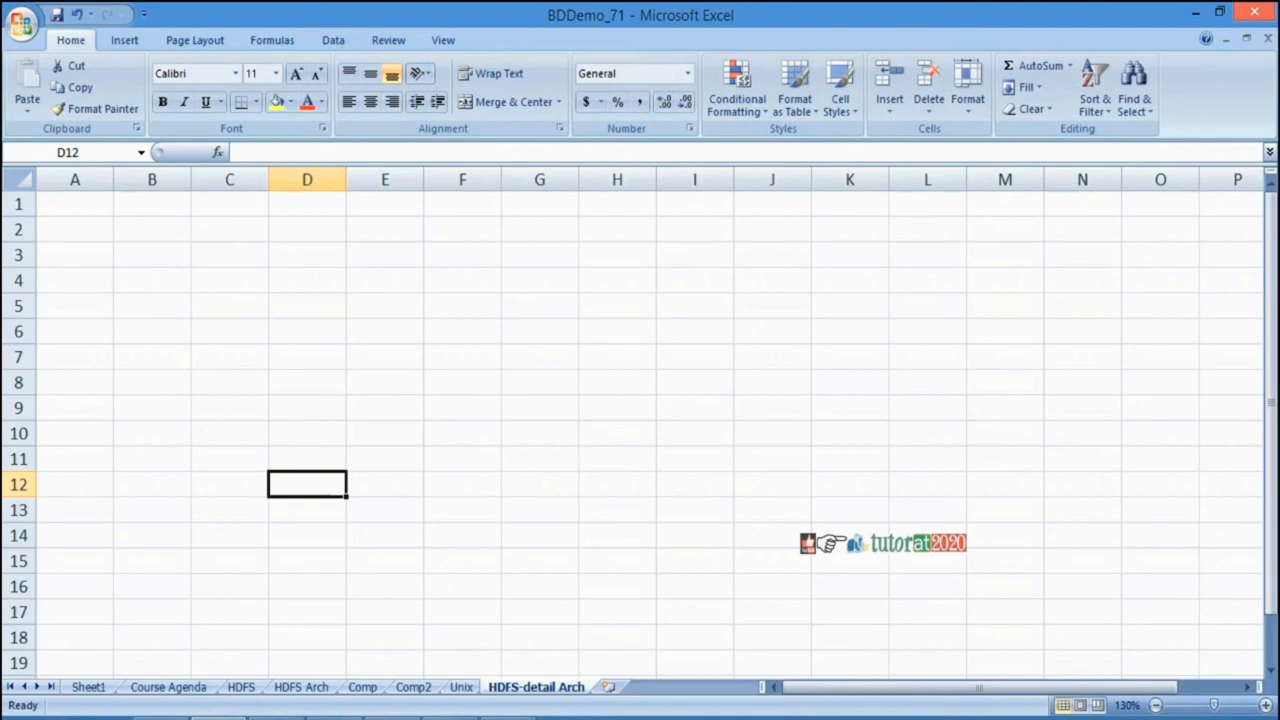 BDDemo_71 - Microsoft Excel
Home Insert Page Layout Formulas Data Review View
Paste Cut Copy Format Painter Clipboard
Calibri 11 A A B I U A Font
Wrap Text Merge & Center Alignment
General $ % , .0 .00 .00 .0 Number
Conditional Formatting Format as Table Cell Styles Styles
Insert Delete Format Cells
Σ AutoSum Fill Clear Sort & Filter Find & Select Editing
D12 fx
A B C D E F G H I J K L M N O P
1
2
3
4
5
6
7
8
9
10
11
12
13
14
tutorat2020
15
16
17
18
19
Sheet1 Course Agenda HDFS HDFS Arch Comp Comp2 Unix HDFS-detail Arch
Ready 130%